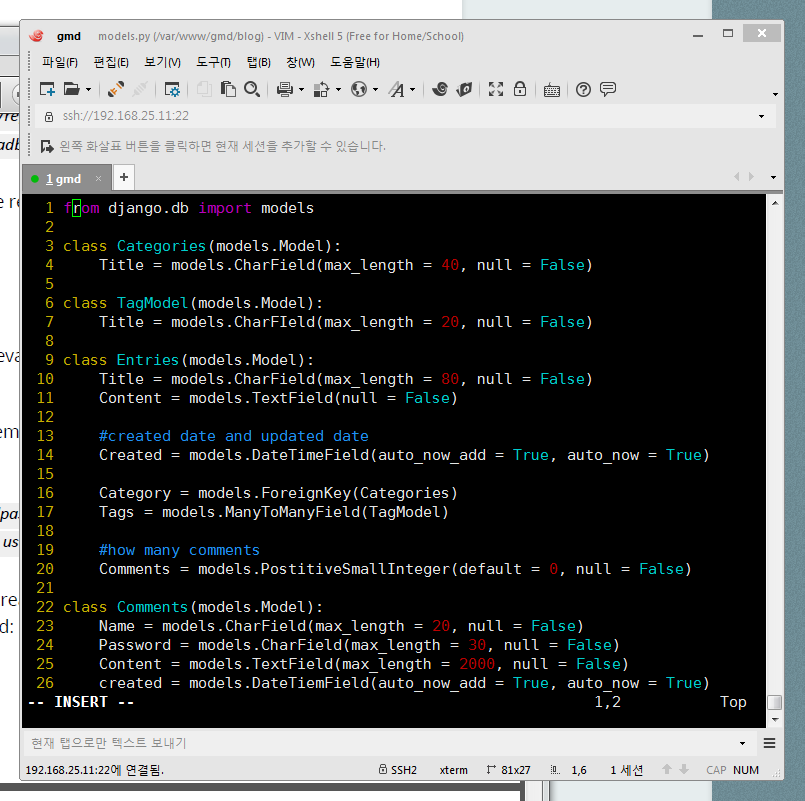 gmd models.py (/var/www/gmd/blog) - VIM - Xshell 5 (Free for Home/School)
파일(F) 편집(E) 보기(V) 도구(T) 탭(B) 창(W) 도움말(H)
ssh://192.168.25.11:22
왼쪽 화살표 버튼을 클릭하면 현재 세션을 추가할 수 있습니다.
1 gmd × +
1 from django.db import models
2
3 class Categories(models.Model):
4 Title = models.CharField(max_length = 40, null = False)
5
6 class TagModel(models.Model):
7 Title = models.CharFIeld(max_length = 20, null = False)
8
9 class Entries(models.Model):
10 Title = models.CharField(max_length = 80, null = False)
11 Content = models.TextField(null = False)
12
13 #created date and updated date
14 Created = models.DateTimeField(auto_now_add = True, auto_now = True)
15
16 Category = models.ForeignKey(Categories)
17 Tags = models.ManyToManyField(TagModel)
18
19 #how many comments
20 Comments = models.PostitiveSmallInteger(default = 0, null = False)
21
22 class Comments(models.Model):
23 Name = models.CharField(max_length = 20, null = False)
24 Password = models.CharField(max_length = 30, null = False)
25 Content = models.TextField(max_length = 2000, null = False)
26 created = models.DateTiemField(auto_now_add = True, auto_now = True)
-- INSERT -- 1,2 Top
현재 탭으로만 텍스트 보내기
192.168.25.11:22에 연결됨. SSH2 xterm 81x27 1,6 1 세션 CAP NUM